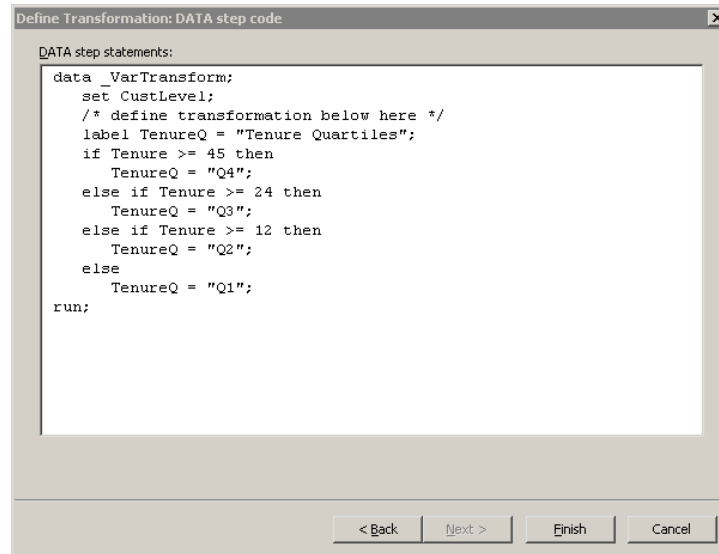 Define Transformation: DATA step code
DATA step statements:
data _VarTransform;
set CustLevel;
/* define transformation below here */
label TenureQ = "Tenure Quartiles";
if Tenure >= 45 then
TenureQ = "Q4";
else if Tenure >= 24 then
TenureQ = "Q3";
else if Tenure >= 12 then
TenureQ = "Q2";
else
TenureQ = "Q1";
run;
< Back Next > Finish Cancel